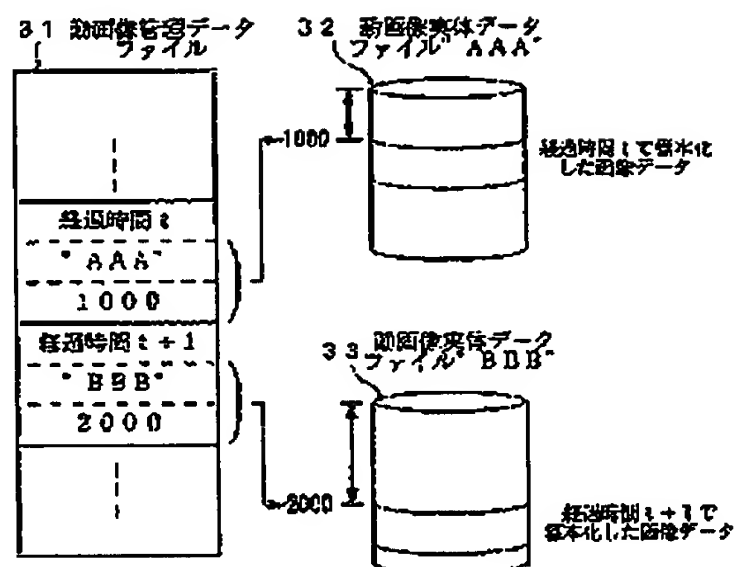 31 動画像管理データ
ファイル
経過時間 t
"AAA"
1000
経過時間 t+1
"BBB"
2000
32 動画像実体データ
ファイル"AAA"
1000
経過時間 t で標本化
した画像データ
33 動画像実体データ
ファイル"BBB"
2000
経過時間 t+1で
標本化した画像データ